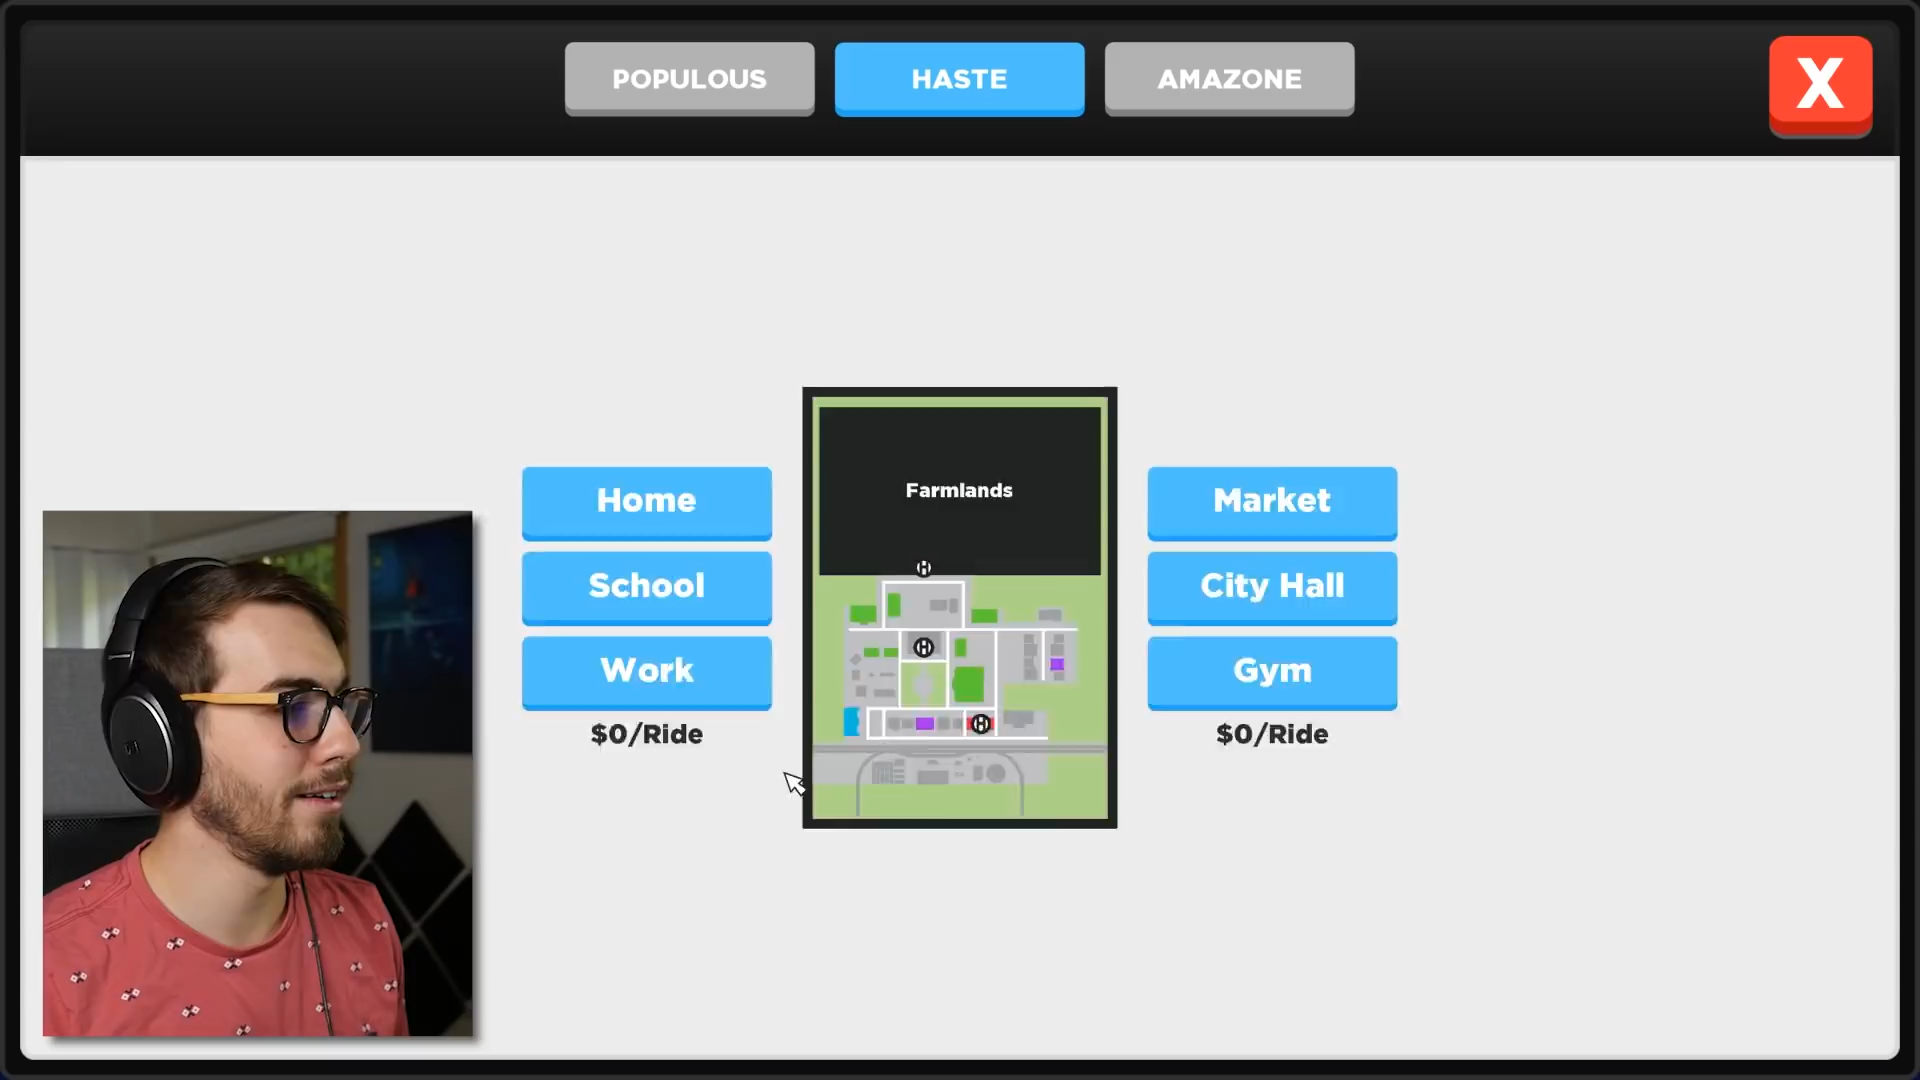 POPULOUS
HASTE
AMAZONE
X
Farmlands
Home
School
Work
$0/Ride
Market
City Hall
Gym
$0/Ride
H
H
H